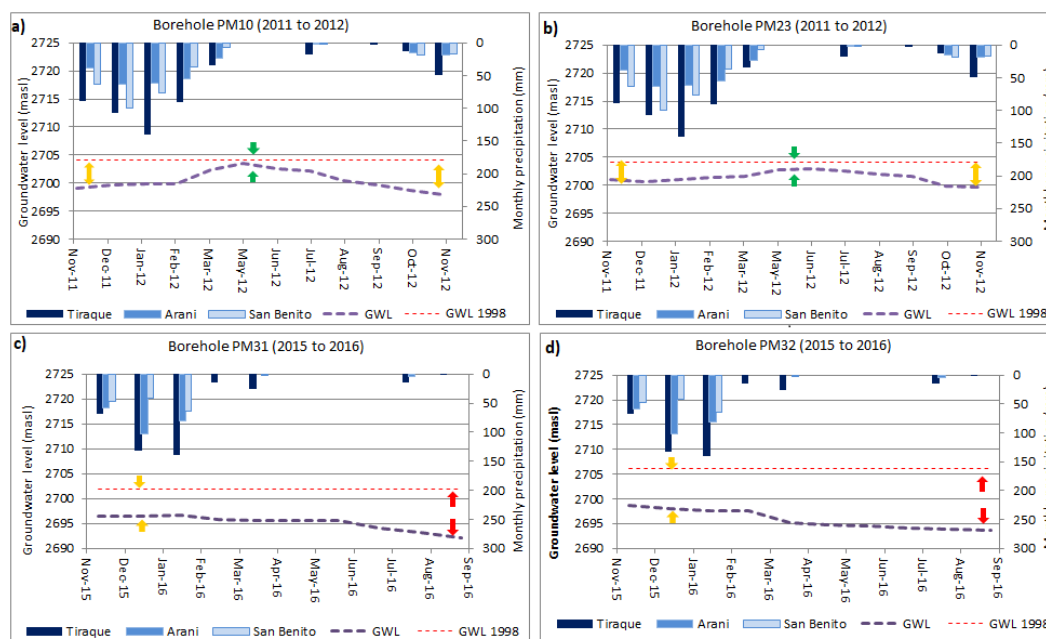 a)
Borehole PM10 (2011 to 2012)
Groundwater level (masl)
2725
2720
2715
2710
2705
2700
2695
2690
0
50
100
150
200
250
300
Monthly precipitation (mm)
Nov-11
Dec-11
Jan-12
Feb-12
Mar-12
May-12
Jun-12
Jul-12
Aug-12
Sep-12
Oct-12
Nov-12
Tiraque Arani San Benito GWL GWL 1998
b)
Borehole PM23 (2011 to 2012)
Groundwater level (masl)
2725
2720
2715
2710
2705
2700
2695
2690
0
50
100
150
200
250
300
Nov-11
Dec-11
Jan-12
Feb-12
Mar-12
May-12
Jun-12
Jul-12
Aug-12
Sep-12
Oct-12
Nov-12
Tiraque Arani San Benito GWL GWL 1998
c)
Borehole PM31 (2015 to 2016)
Groundwater level (masl)
2725
2720
2715
2710
2705
2700
2695
2690
0
50
100
150
200
250
300
Monthly precipitation (mm)
Nov-15
Dec-15
Jan-16
Feb-16
Mar-16
Apr-16
May-16
Jun-16
Jul-16
Aug-16
Sep-16
Tiraque Arani San Benito GWL GWL 1998
d)
Borehole PM32 (2015 to 2016)
Groundwater level (masl)
2725
2720
2715
2710
2705
2700
2695
2690
0
50
100
150
200
250
300
Nov-15
Dec-15
Jan-16
Feb-16
Mar-16
Apr-16
May-16
Jun-16
Jul-16
Aug-16
Sep-16
Tiraque Arani San Benito GWL GWL 1998